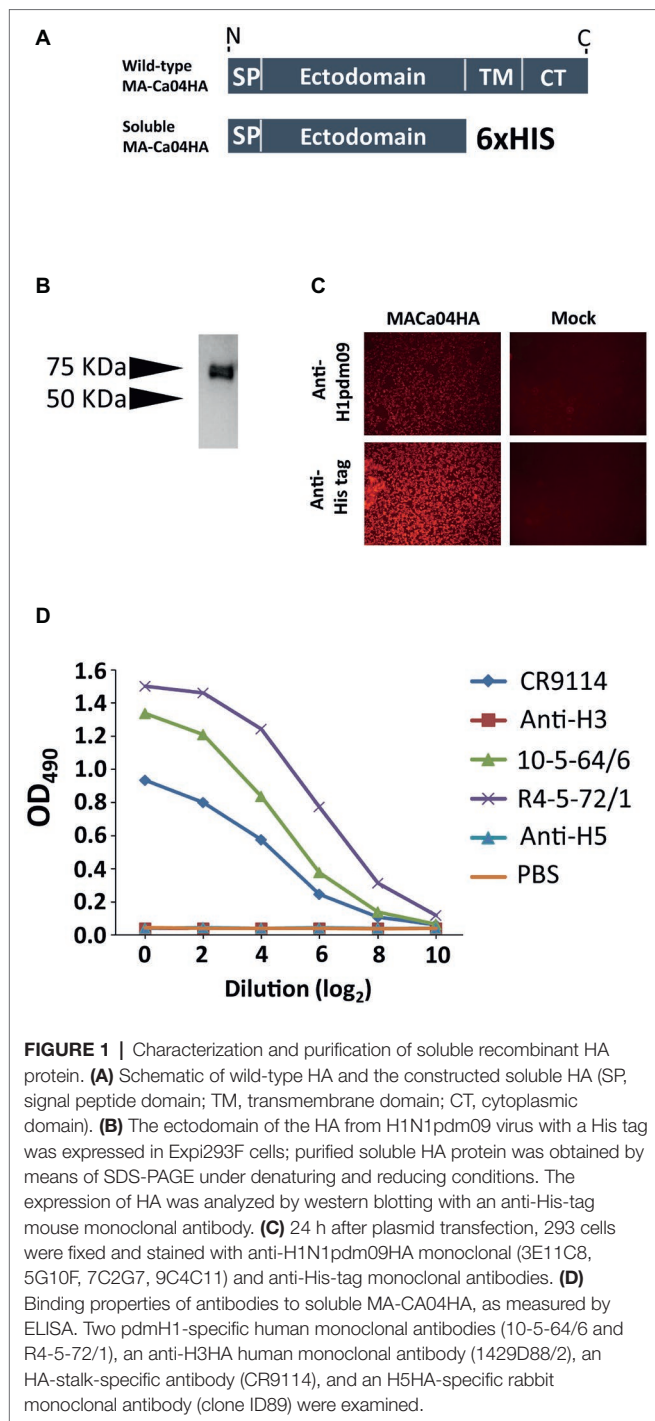 A
N
C
Wild-type
MA-Ca04HA
SP
Ectodomain
TM
CT
Soluble
MA-Ca04HA
SP
Ectodomain
6xHIS
B
75 KDa
50 KDa
C
MACa04HA
Mock
Anti-
H1pdm09
Anti-
His tag
D
1.6
1.4
1.2
1.0
0.8
0.6
0.4
0.2
0.0
OD490
0 2 4 6 8 10
Dilution (log2)
CR9114
Anti-H3
10-5-64/6
R4-5-72/1
Anti-H5
PBS
FIGURE 1 | Characterization and purification of soluble recombinant HA
protein. (A) Schematic of wild-type HA and the constructed soluble HA (SP,
signal peptide domain; TM, transmembrane domain; CT, cytoplasmic
domain). (B) The ectodomain of the HA from H1N1pdm09 virus with a His tag
was expressed in Expi293F cells; purified soluble HA protein was obtained by
means of SDS-PAGE under denaturing and reducing conditions. The
expression of HA was analyzed by western blotting with an anti-His-tag
mouse monoclonal antibody. (C) 24 h after plasmid transfection, 293 cells
were fixed and stained with anti-H1N1pdm09HA monoclonal (3E11C8,
5G10F, 7C2G7, 9C4C11) and anti-His-tag monoclonal antibodies. (D)
Binding properties of antibodies to soluble MA-CA04HA, as measured by
ELISA. Two pdmH1-specific human monoclonal antibodies (10-5-64/6 and
R4-5-72/1), an anti-H3HA human monoclonal antibody (1429D88/2), an
HA-stalk-specific antibody (CR9114), and an H5HA-specific rabbit
monoclonal antibody (clone ID89) were examined.